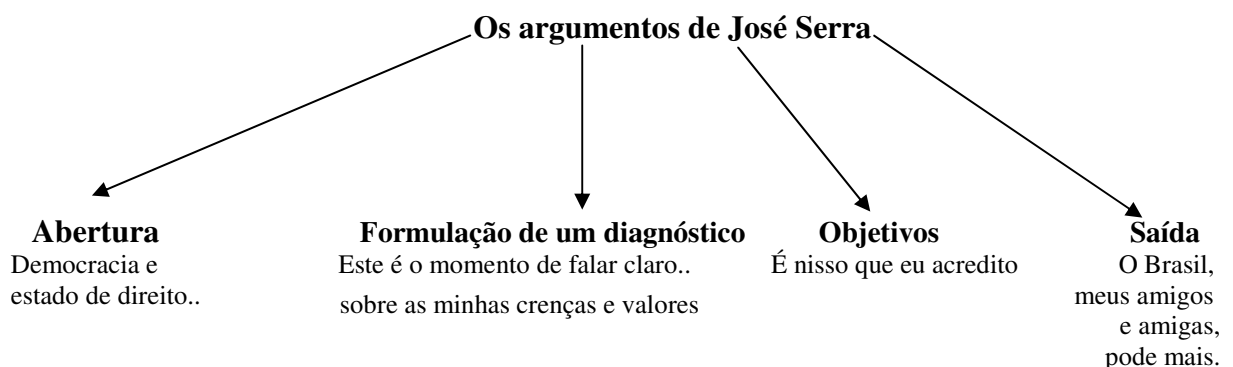 Os argumentos de José Serra
Abertura
Democracia e
estado de direito..
Formulação de um diagnóstico
Este é o momento de falar claro..
sobre as minhas crenças e valores
Objetivos
É nisso que eu acredito
Saída
O Brasil,
meus amigos
e amigas,
pode mais.